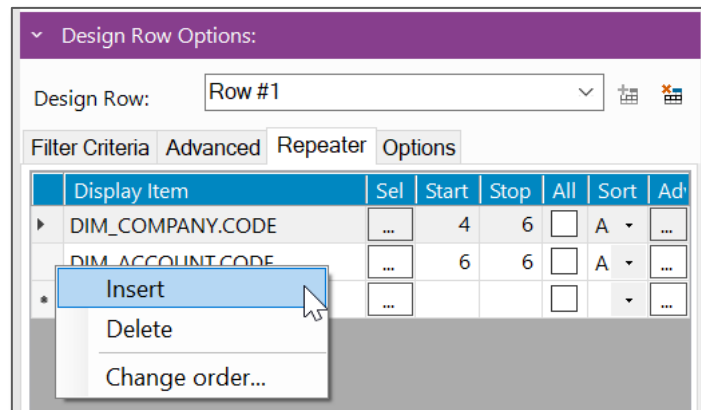 Design Row Options:
Design Row: Row #1
Filter Criteria Advanced Repeater Options
Display Item Sel Start Stop All Sort Ad
DIM_COMPANY.CODE ... 4 6 A ...
DIM_ACCOUNT.CODE ... 6 6 A ...
Insert
... ...
Delete
Change order...